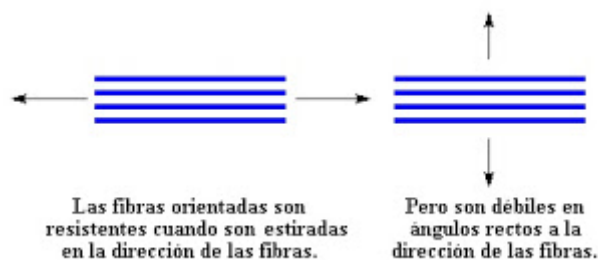 Las fibras orientadas son
resistentes cuando son estiradas
en la dirección de las fibras.
Pero son débiles en
ángulos rectos a la
dirección de las fibras.